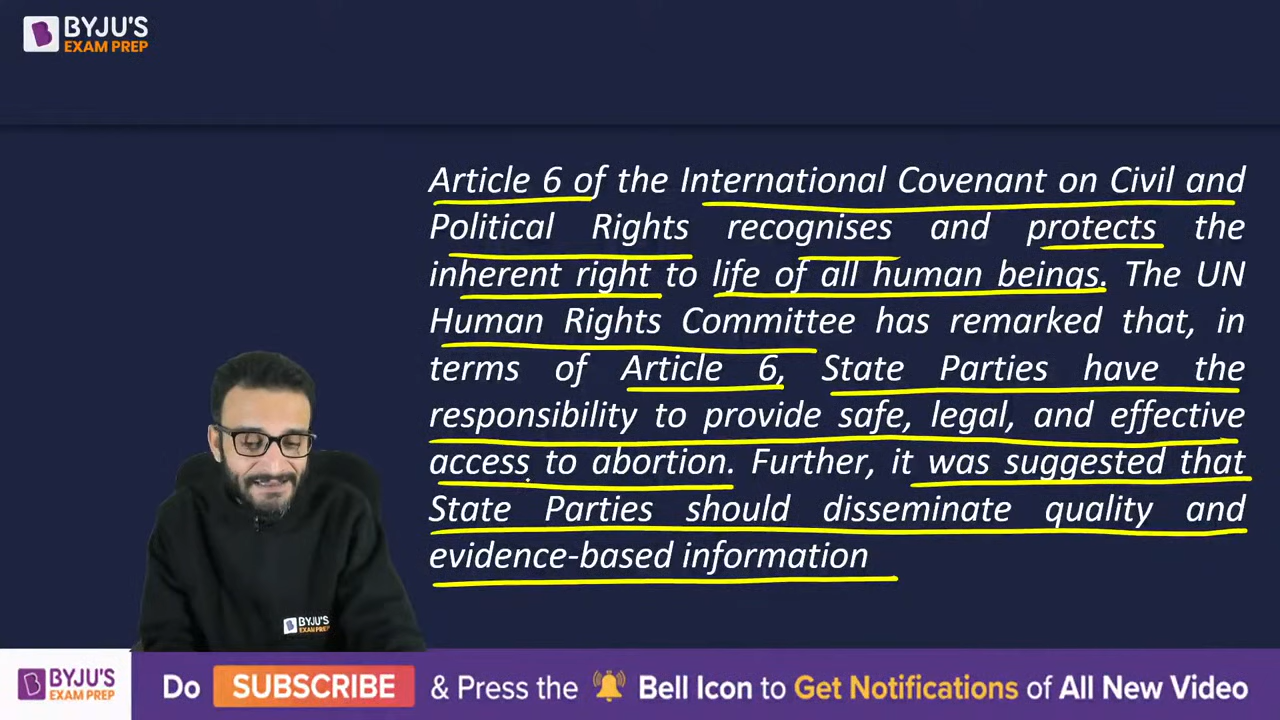 BYJU'S
EXAM PREP
Article 6 of the International Covenant on Civil and
Political Rights recognises and protects the
inherent right to life of all human beings. The UN
Human Rights Committee has remarked that, in
terms of Article 6, State Parties have the
responsibility to provide safe, legal, and effective
access to abortion. Further, it was suggested that
State Parties should disseminate quality and
evidence-based information
BYJU'S
EXAM PREP
BYJU'S
EXAM PREP
Do SUBSCRIBE & Press the Bell Icon to Get Notifications of All New Video